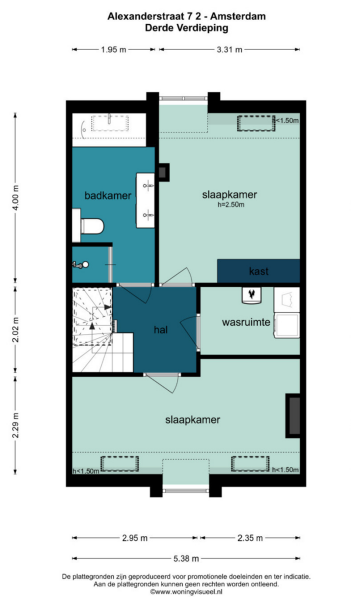 Alexanderstraat 7 2 - Amsterdam
Derde Verdieping
1.95 m
3.31 m
h<1.50m
4.00 m
badkamer
slaapkamer
h=2.50m
kast
2.02 m
hal
wasruimte
2.29 m
slaapkamer
h<1.50m
h<1.50m
2.95 m
2.35 m
5.38 m
De plattegronden zijn geproduceerd voor promotionele doeleinden en ter indicatie.
Aan de plattegronden kunnen geen rechten worden ontleend.
©www.woningvisueel.nl